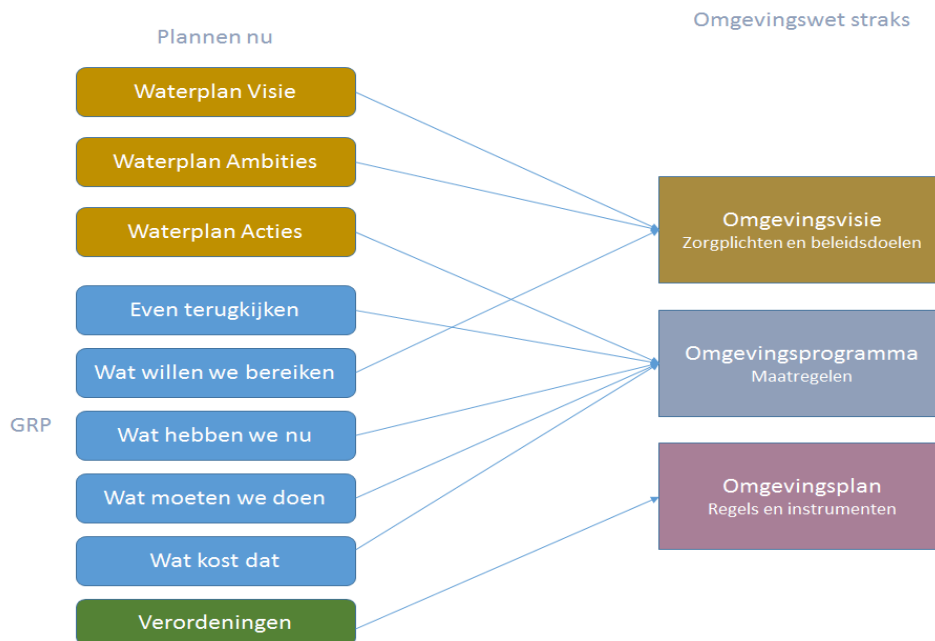 Plannen nu
Omgevingswet straks
Waterplan Visie
Waterplan Ambities
Waterplan Acties
Even terugkijken
Wat willen we bereiken
GRP
Wat hebben we nu
Wat moeten we doen
Wat kost dat
Verordeningen
Omgevingsvisie
Zorgplichten en beleidsdoelen
Omgevingsprogramma
Maatregelen
Omgevingsplan
Regels en instrumenten